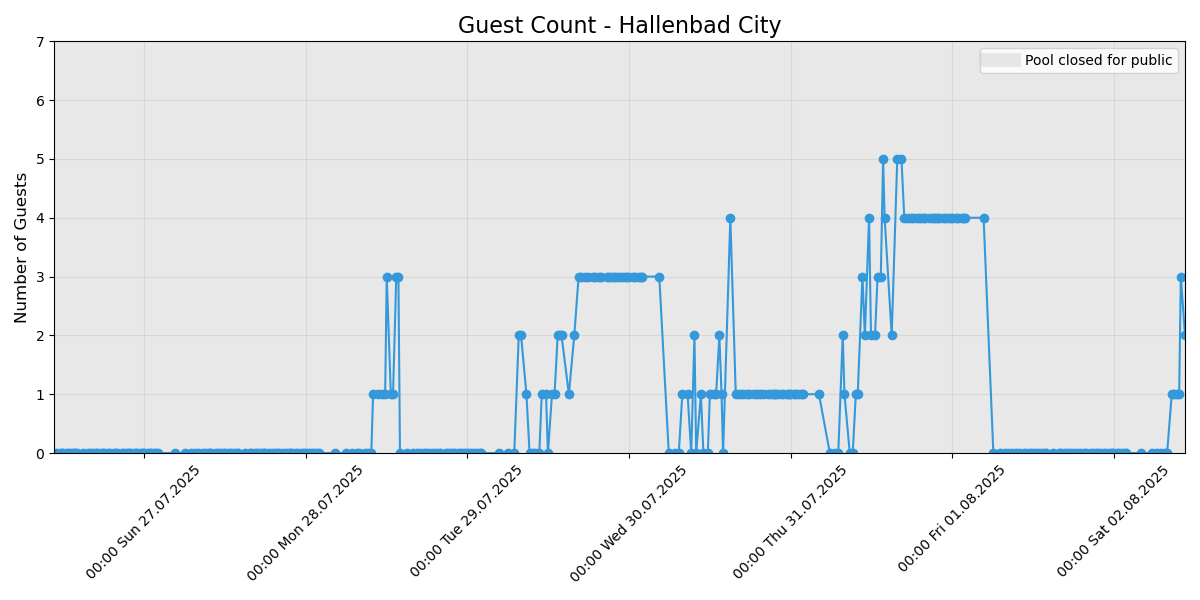 Guest Count - Hallenbad City
Number of Guests
7
6
5
4
3
2
1
0
Pool closed for public
00:00 Sun 27.07.2025
00:00 Mon 28.07.2025
00:00 Tue 29.07.2025
00:00 Wed 30.07.2025
00:00 Thu 31.07.2025
00:00 Fri 01.08.2025
00:00 Sat 02.08.2025